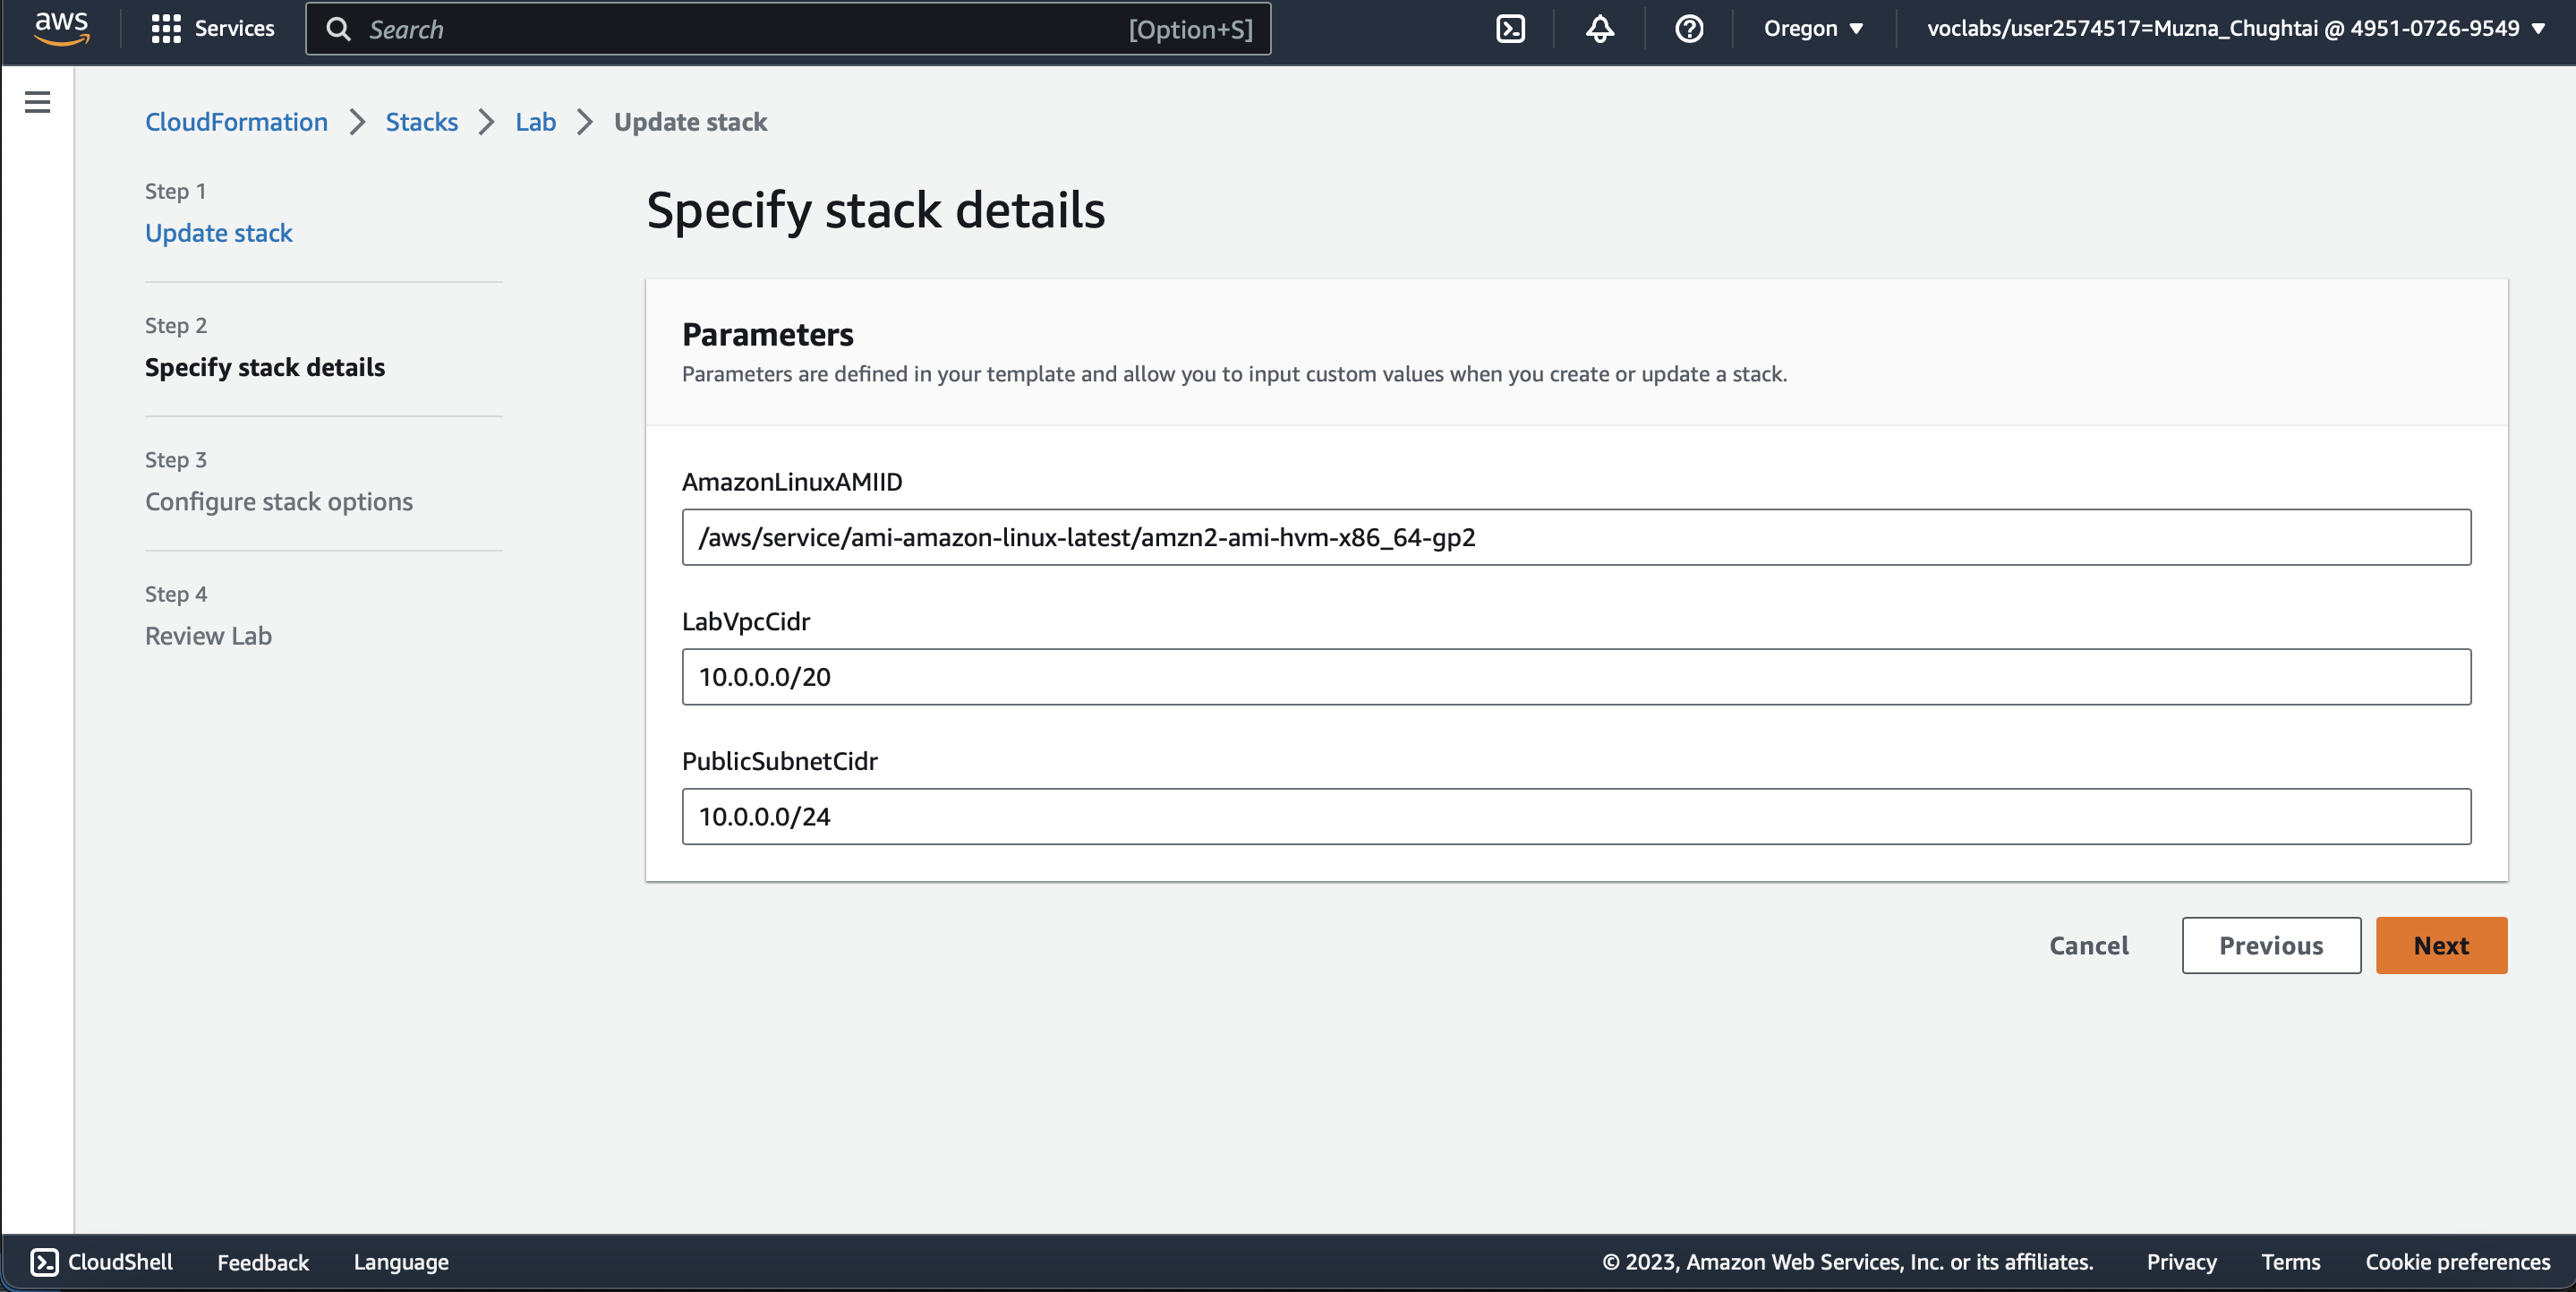 aws
Services
Search
[Option+S]
Oregon
voclabs/user2574517=Muzna_Chughtai @ 4951-0726-9549
CloudFormation
Stacks
Lab
Update stack
Step 1
Update stack
Step 2
Specify stack details
Step 3
Configure stack options
Step 4
Review Lab
Specify stack details
Parameters
Parameters are defined in your template and allow you to input custom values when you create or update a stack.
AmazonLinuxAMIID
/aws/service/ami-amazon-linux-latest/amzn2-ami-hvm-x86_64-gp2
LabVpcCidr
10.0.0.0/20
PublicSubnetCidr
10.0.0.0/24
Cancel
Previous
Next
CloudShell
Feedback
Language
© 2023, Amazon Web Services, Inc. or its affiliates.
Privacy
Terms
Cookie preferences